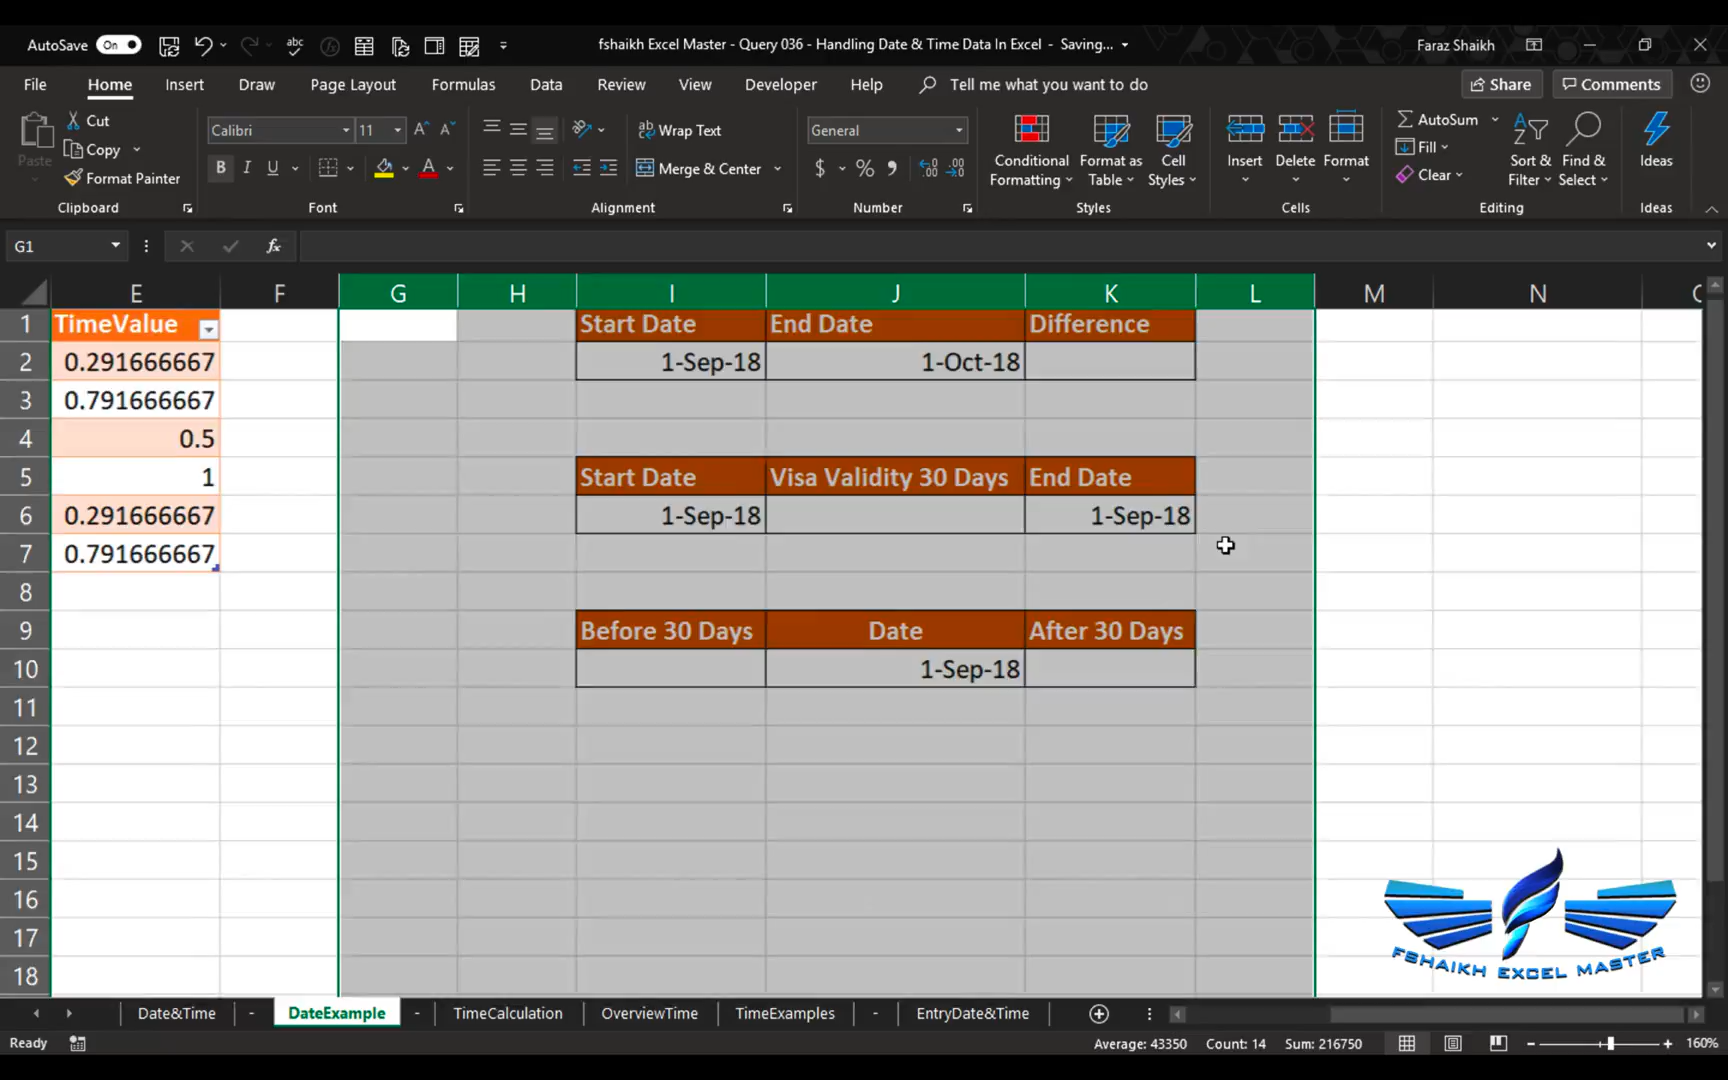 AutoSave On
fshaikh Excel Master - Query 036 - Handling Date & Time Data In Excel - Saving...
Faraz Shaikh
File Home Insert Draw Page Layout Formulas Data Review View Developer Help Tell me what you want to do
Share Comments
Paste
Cut
Copy
Format Painter
Clipboard
Calibri 11
B I U
Font
Wrap Text
Merge & Center
Alignment
General
$ %
Number
Conditional Formatting
Format as Table
Cell Styles
Styles
Insert Delete Format
Cells
AutoSum
Fill
Clear
Sort & Filter
Find & Select
Editing
Ideas
Ideas
G1 fx
E F G H I J K L M N
1 TimeValue Start Date End Date Difference
2 0.291666667 1-Sep-18 1-Oct-18
3 0.791666667
4 0.5
5 1 Start Date Visa Validity 30 Days End Date
6 0.291666667 1-Sep-18 1-Sep-18
7 0.791666667
8
9 Before 30 Days Date After 30 Days
10 1-Sep-18
11
12
13
14
15
16
17
18
FSHAIKH EXCEL MASTER
Date&Time - DateExample - TimeCalculation OverviewTime TimeExamples - EntryDate&Time
Ready
Average: 43350 Count: 14 Sum: 216750
160%